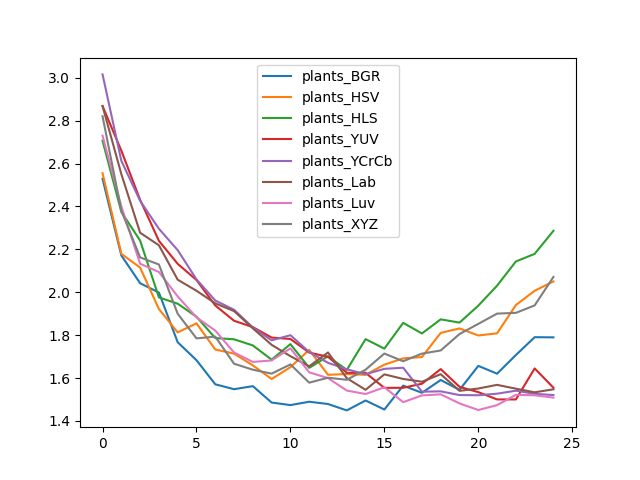 plants_BGR
plants_HSV
plants_HLS
plants_YUV
plants_YCrCb
plants_Lab
plants_Luv
plants_XYZ
3.0
2.8
2.6
2.4
2.2
2.0
1.8
1.6
1.4
0 5 10 15 20 25